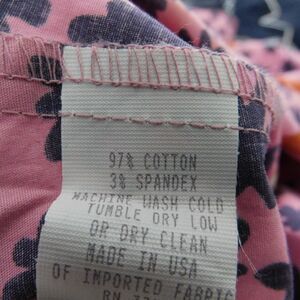 97% COTTON
3% SPANDEX
MACHINE WASH COLD
TUMBLE DRY LOW
OR DRY CLEAN
MADE IN USA
OF IMPORTED FABRIC
RN